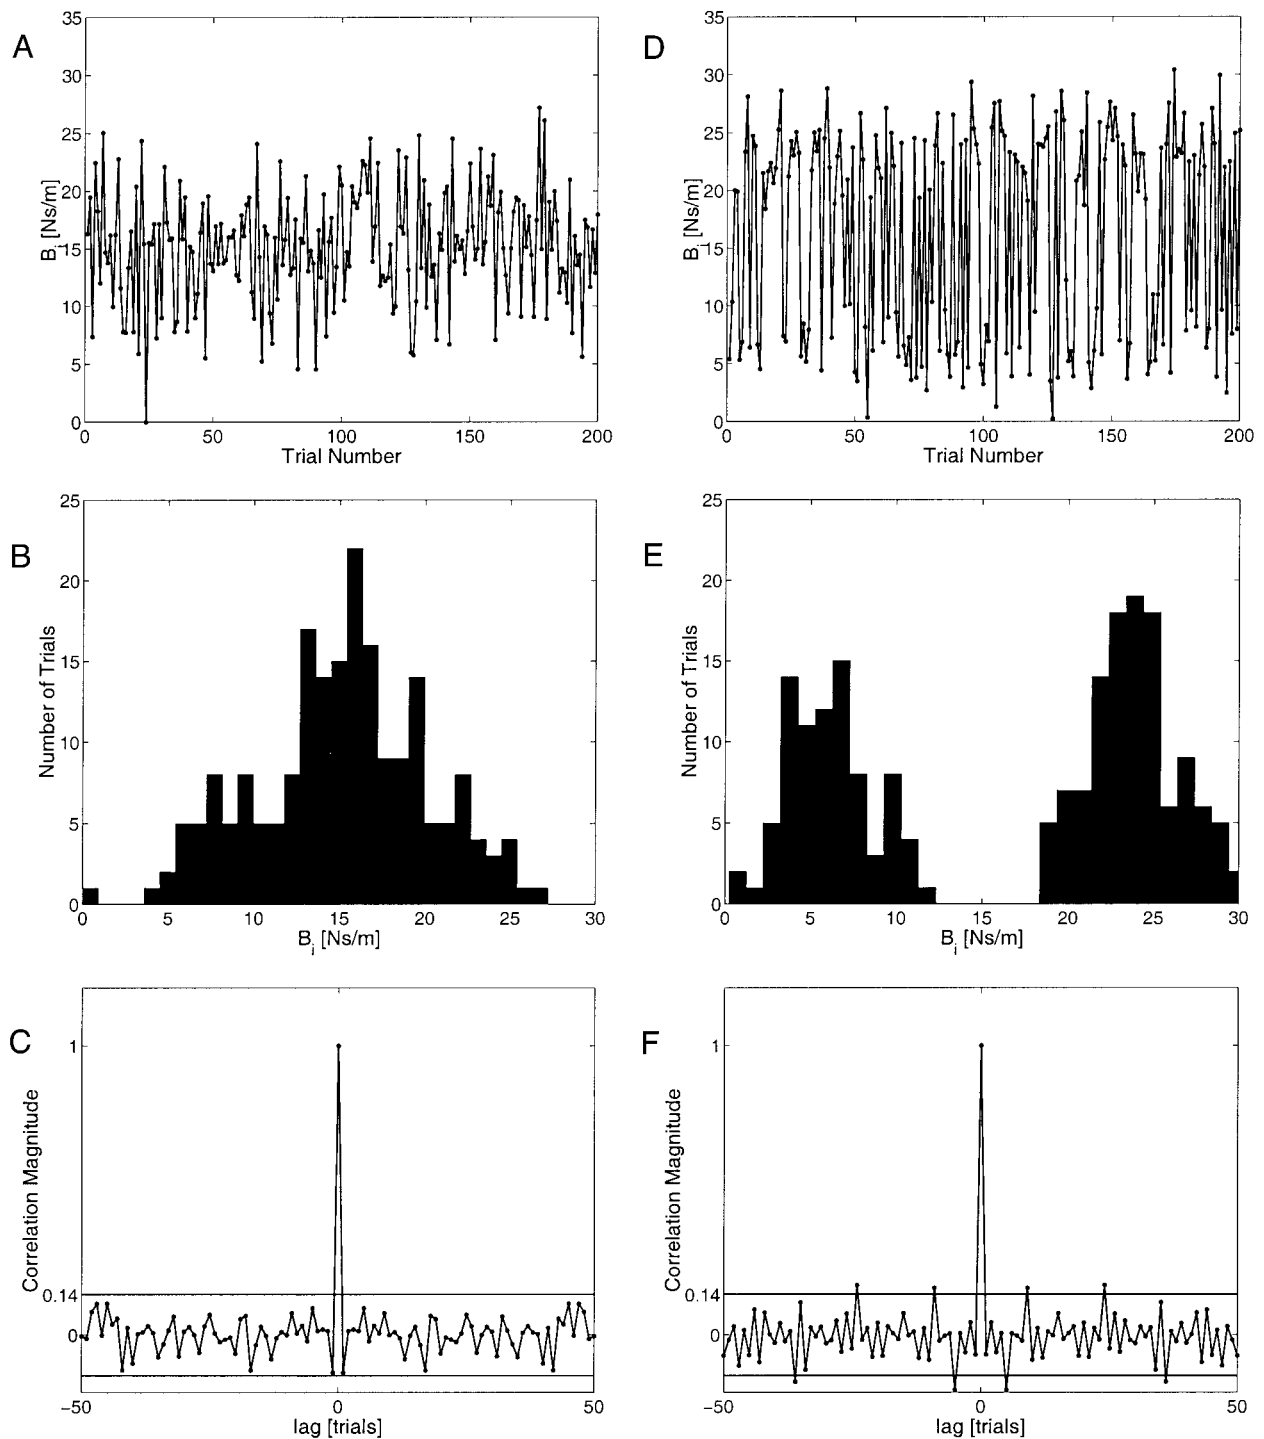 A
35
30
25
20
15
10
5
0
B_i [Ns/m]
0 50 100 150 200
Trial Number
D
35
30
25
20
15
10
5
0
B_i [Ns/m]
0 50 100 150 200
Trial Number
B
25
20
15
10
5
0
Number of Trials
0 5 10 15 20 25 30
B_i [Ns/m]
E
25
20
15
10
5
0
Number of Trials
0 5 10 15 20 25 30
B_i [Ns/m]
C
1
0.14
0
Correlation Magnitude
−50 0 50
lag [trials]
F
1
0.14
0
Correlation Magnitude
−50 0 50
lag [trials]